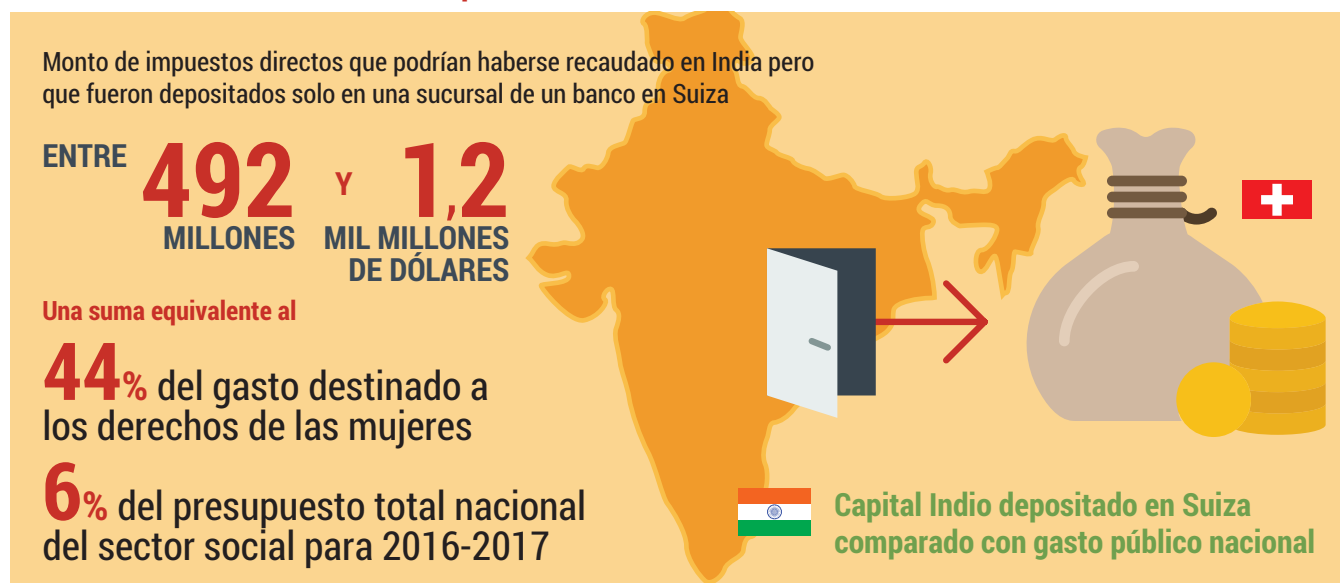 Monto de impuestos directos que podrían haberse recaudado en India pero
que fueron depositados solo en una sucursal de un banco en Suiza
ENTRE 492 Y 1,2
MILLONES MIL MILLONES
DE DÓLARES
Una suma equivalente al
44% del gasto destinado a
los derechos de las mujeres
6% del presupuesto total nacional
del sector social para 2016-2017
Capital Indio depositado en Suiza
comparado con gasto público nacional